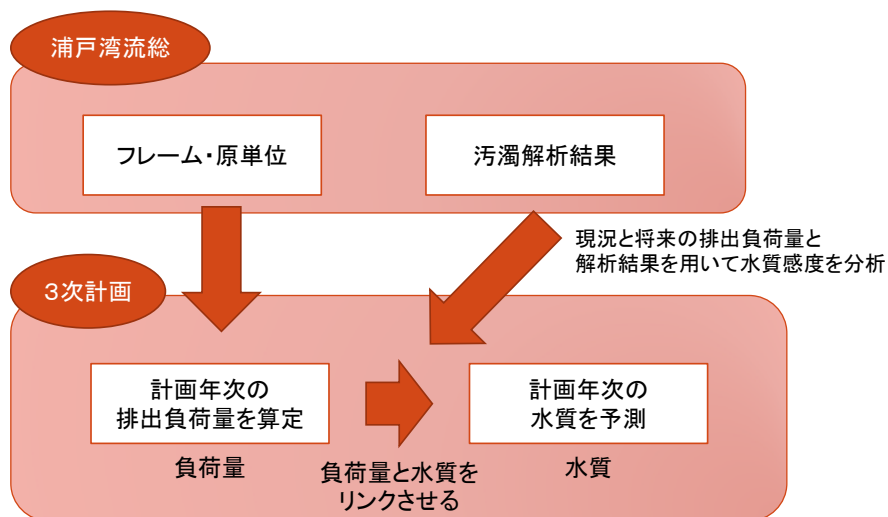 浦戸湾流総
フレーム・原単位
汚濁解析結果
現況と将来の排出負荷量と
解析結果を用いて水質感度を分析
３次計画
計画年次の
排出負荷量を算定
計画年次の
水質を予測
負荷量
負荷量と水質を
リンクさせる
水質